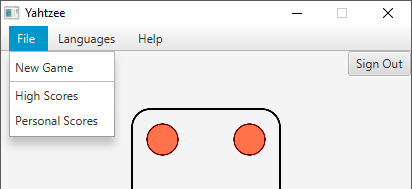 Yahtzee
File Languages Help
New Game
Sign Out
High Scores
Personal Scores